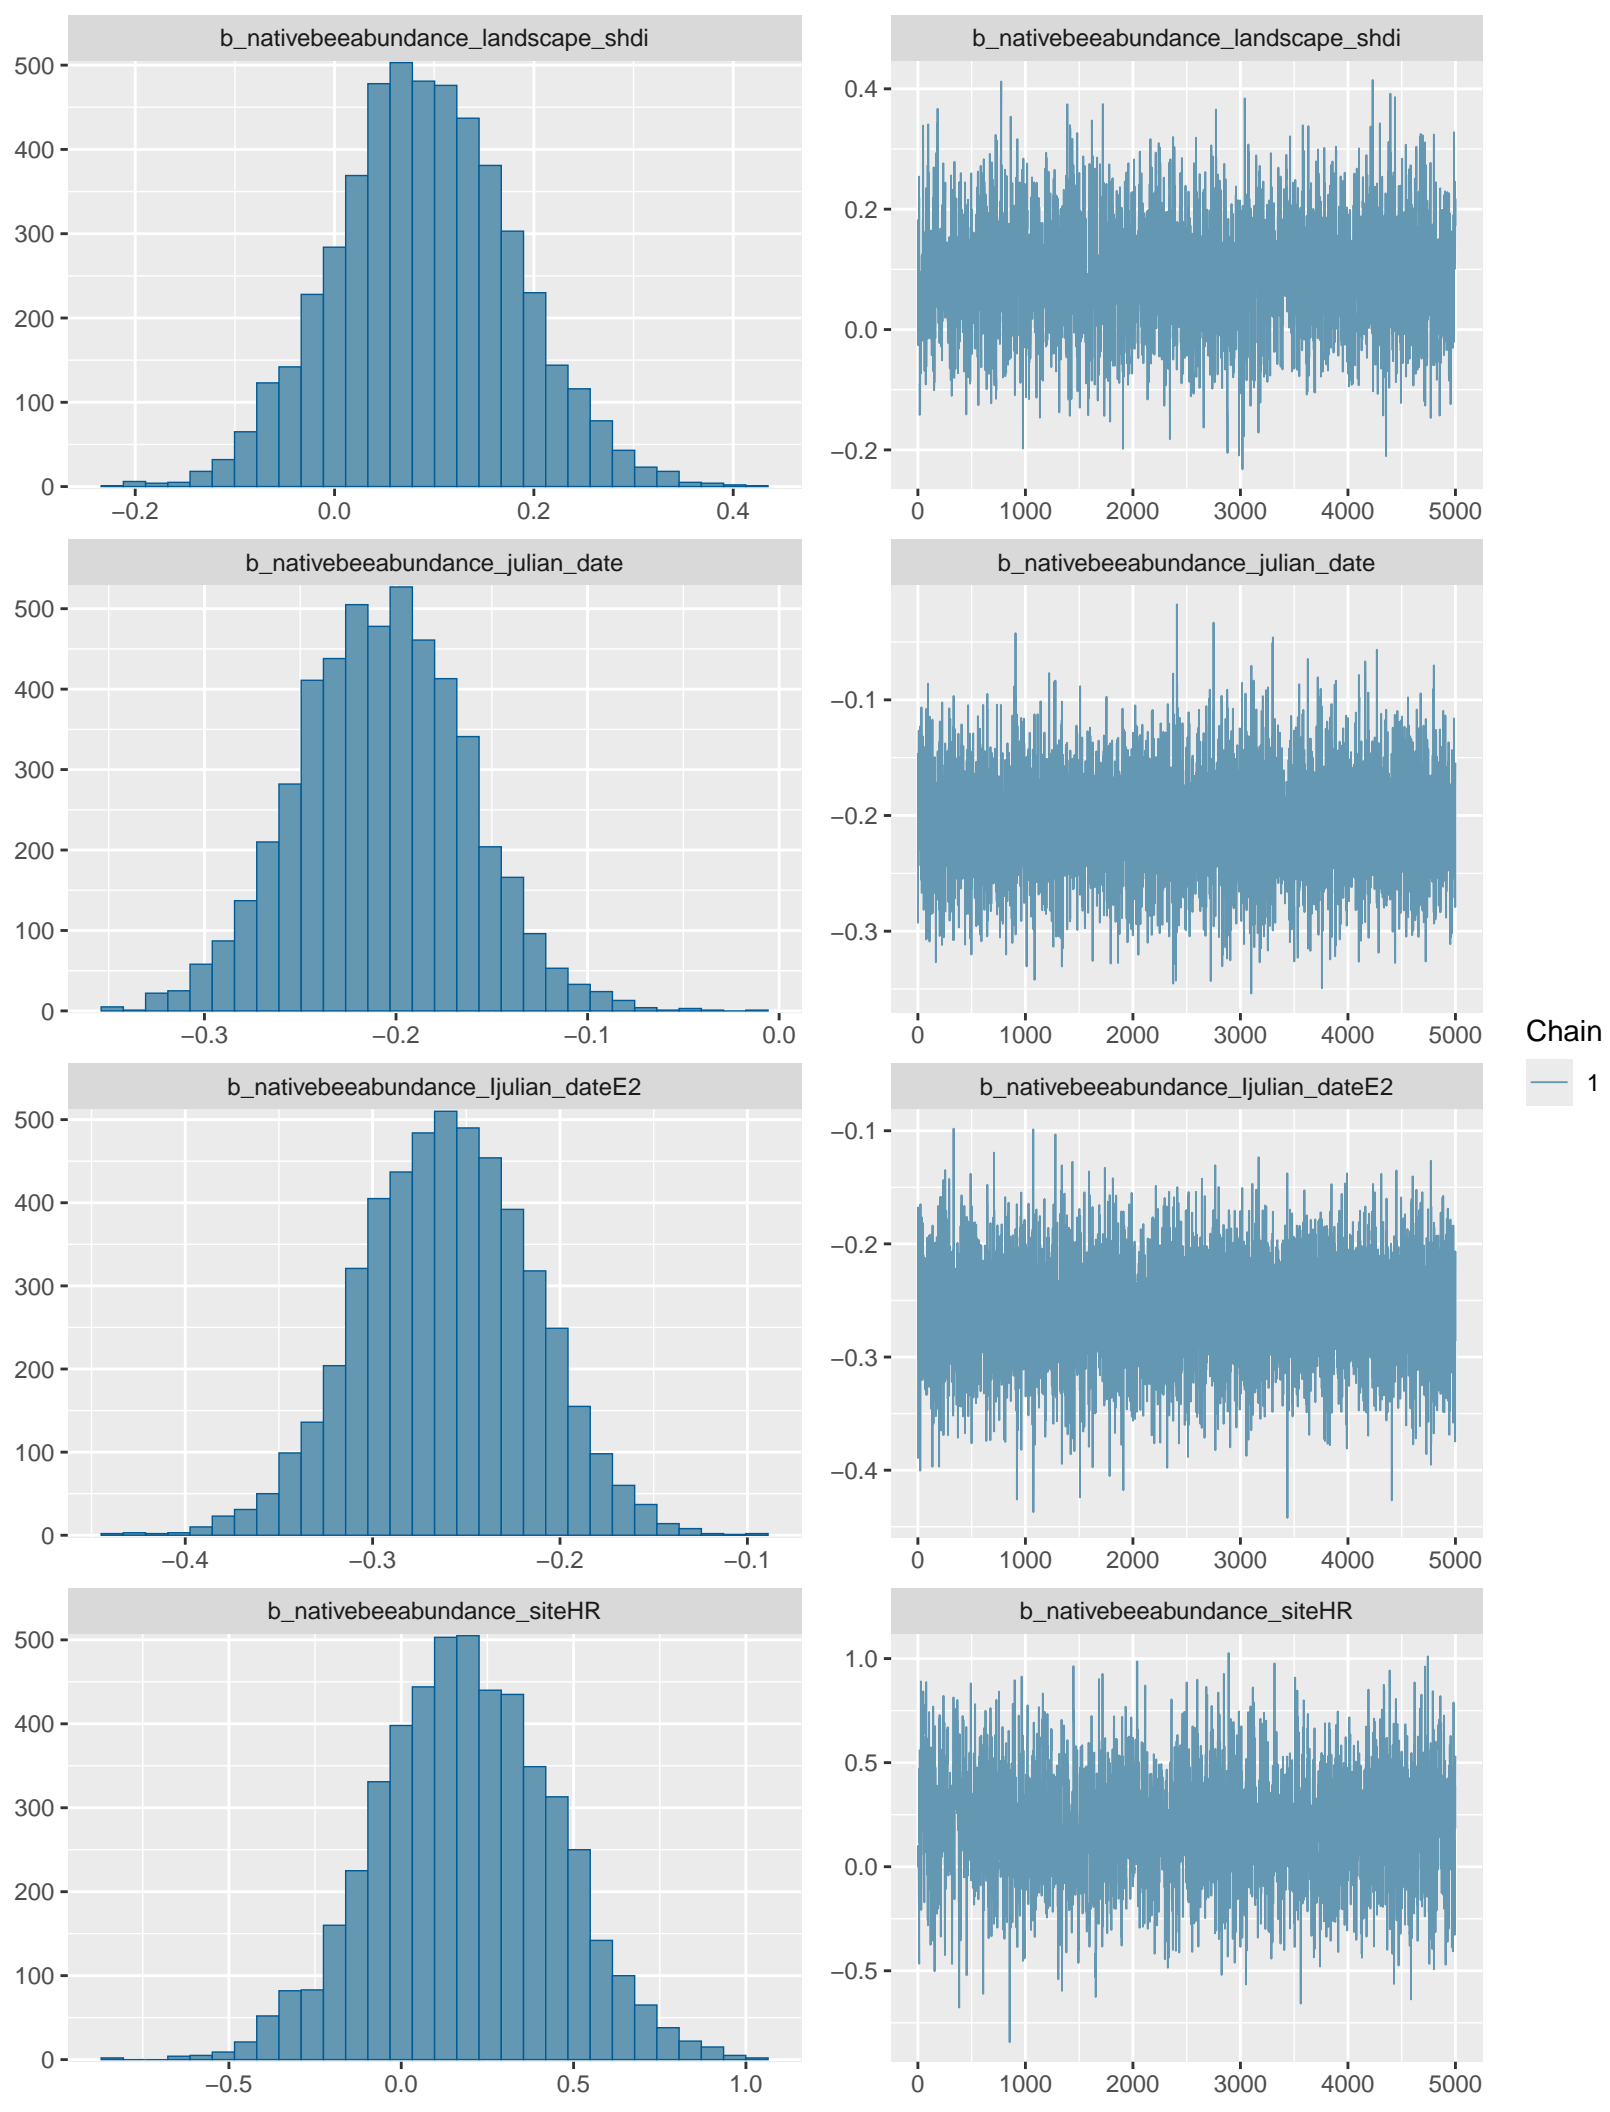 b_nativebeeabundance_landscape_shdi
b_nativebeeabundance_landscape_shdi
500
400
300
200
100
0
−0.2 0.0 0.2 0.4
0.4
0.2
0.0
−0.2
0 1000 2000 3000 4000 5000
b_nativebeeabundance_julian_date
b_nativebeeabundance_julian_date
500
400
300
200
100
0
−0.3 −0.2 −0.1 0.0
−0.1
−0.2
−0.3
0 1000 2000 3000 4000 5000
Chain
1
b_nativebeeabundance_Ijulian_dateE2
b_nativebeeabundance_Ijulian_dateE2
500
400
300
200
100
0
−0.4 −0.3 −0.2 −0.1
−0.1
−0.2
−0.3
−0.4
0 1000 2000 3000 4000 5000
b_nativebeeabundance_siteHR
b_nativebeeabundance_siteHR
500
400
300
200
100
0
−0.5 0.0 0.5 1.0
1.0
0.5
0.0
−0.5
0 1000 2000 3000 4000 5000